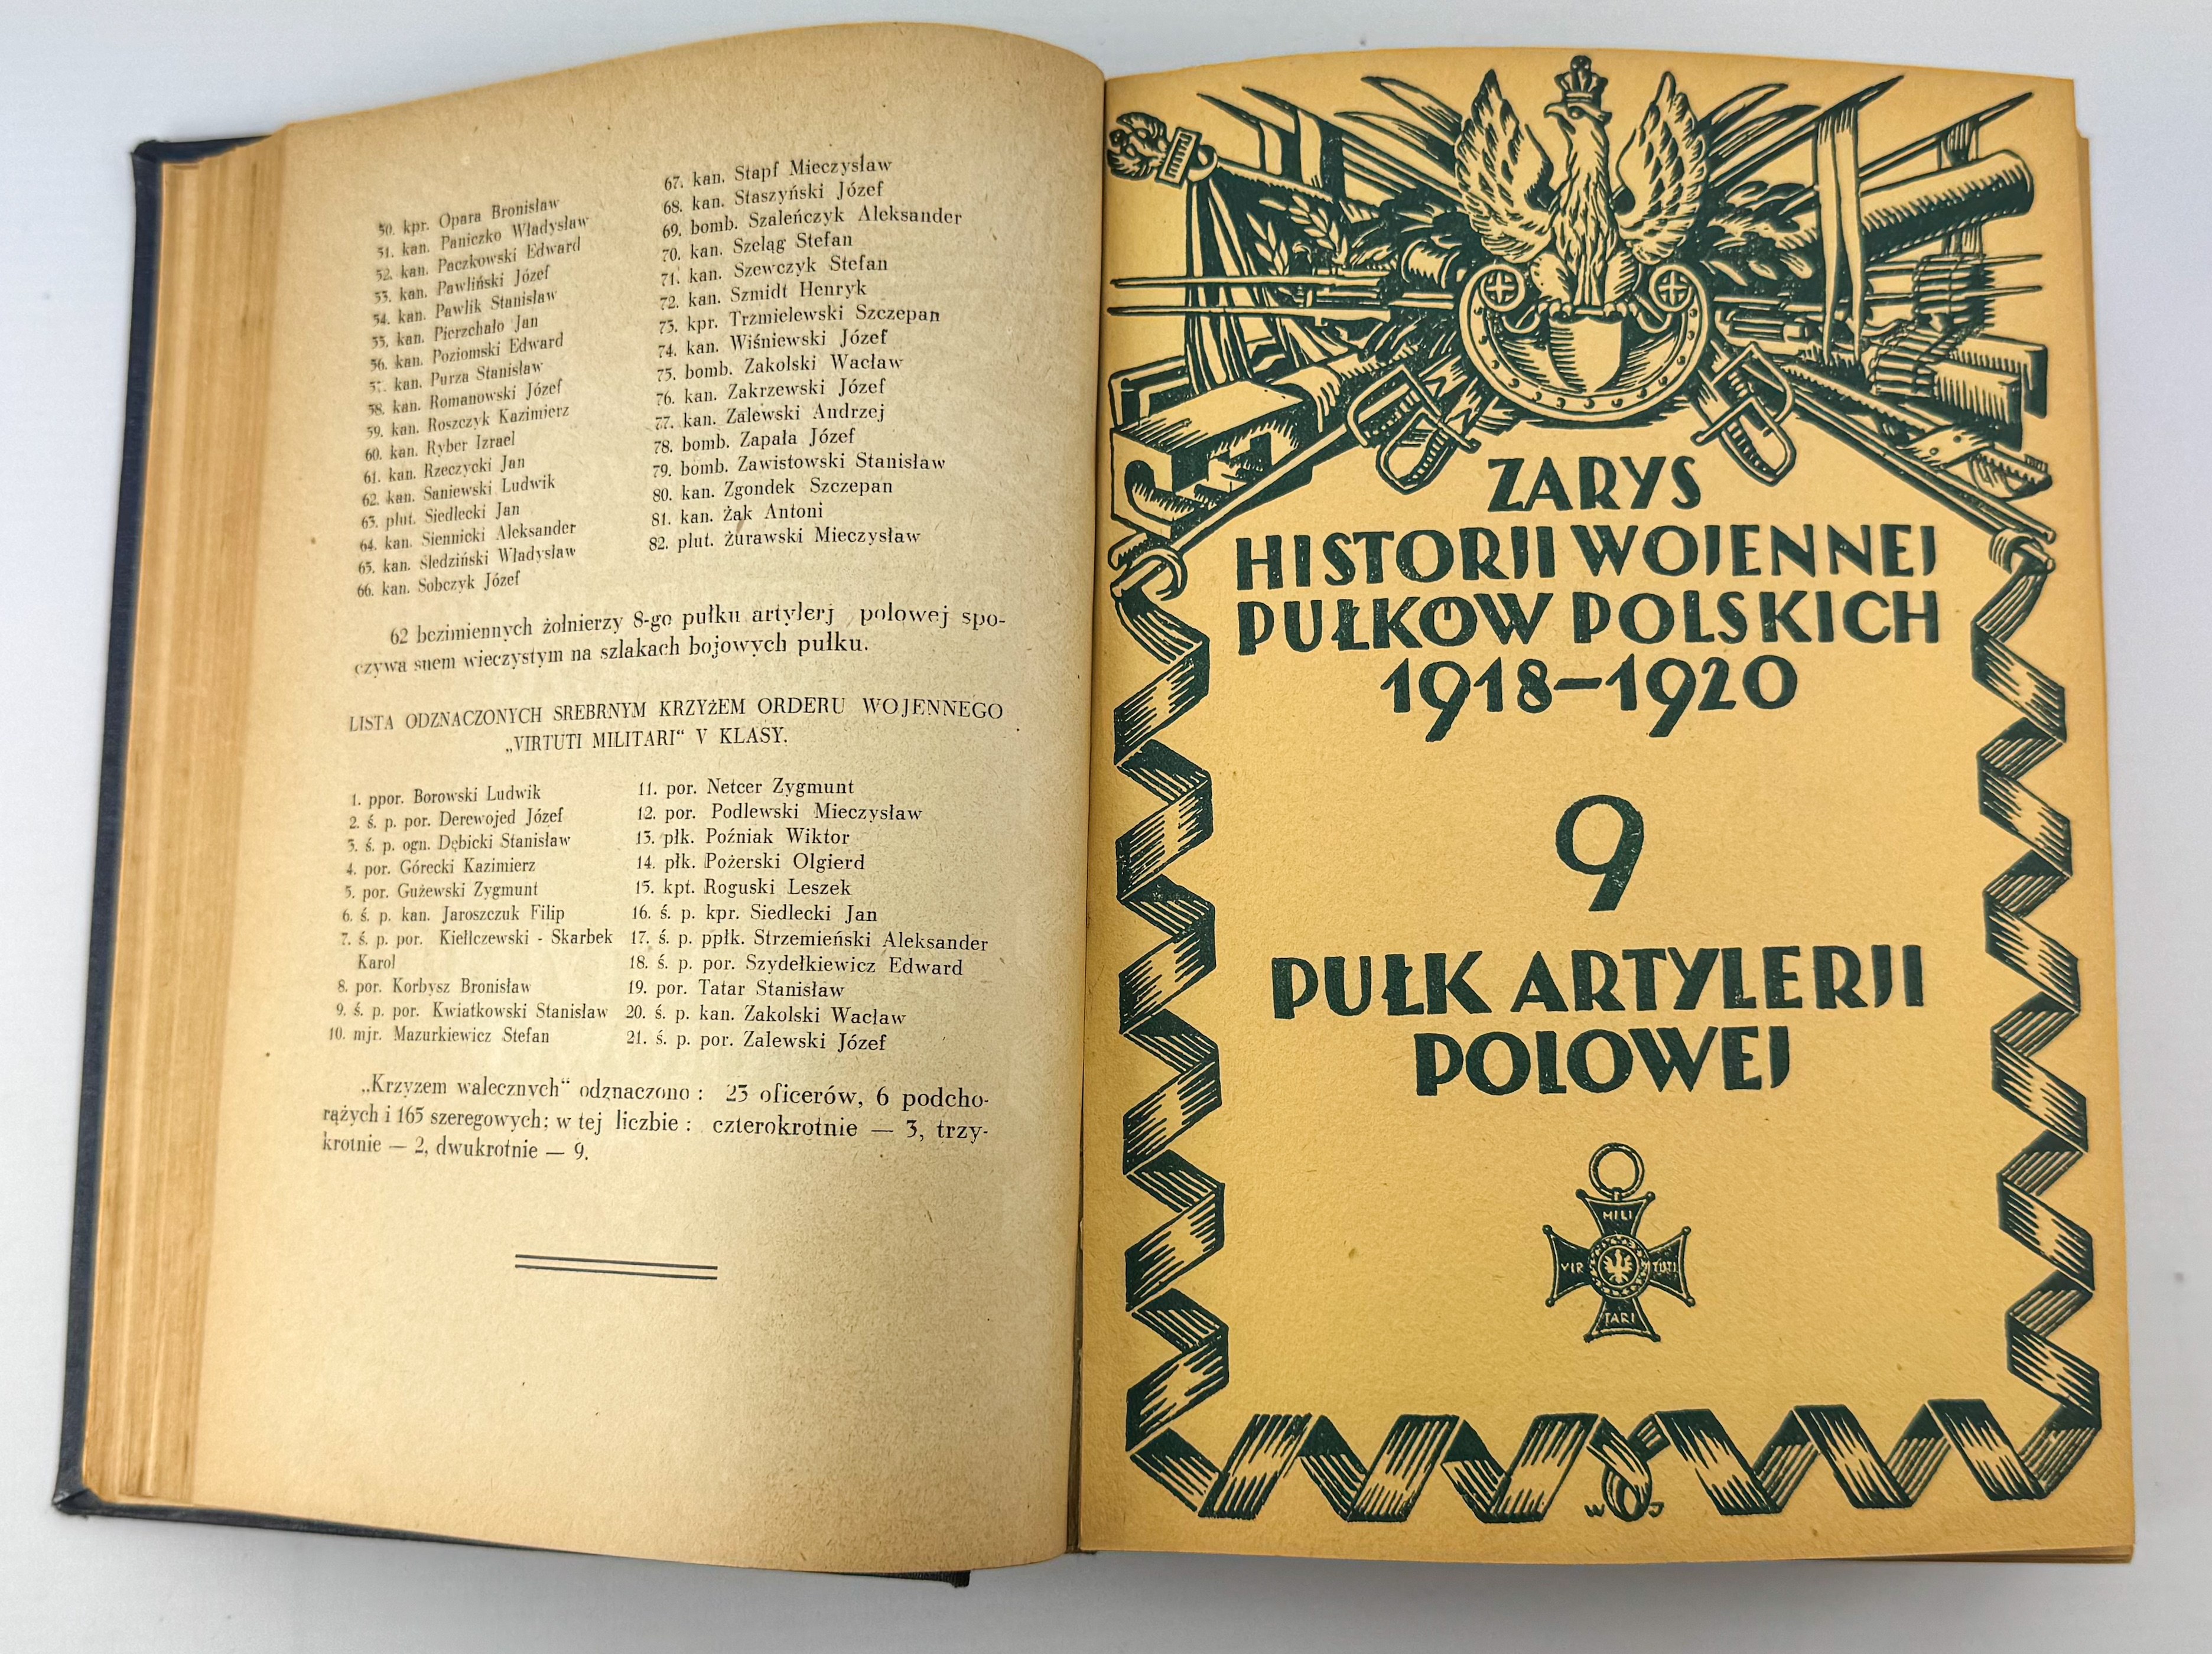 50. kpr. Opara Bronisław
51. kan. Paniczko Władysław
52. kan. Paczkowski Edward
53. kan. Pawliński Józef
54. kan. Pawlik Stanisław
55. kan. Pierzchało Jan
56. kan. Poziomski Edward
57. kan. Purza Stanisław
58. kan. Romanowski Józef
59. kan. Roszczyk Kazimierz
60. kan. Ryber Izrael
61. kan. Rzeczycki Jan
62. kan. Saniewski Ludwik
63. plut. Siedlecki Jan
64. kan. Siennicki Aleksander
65. kan. Śledziński Władysław
66. kan. Sobczyk Józef
67. kan. Stapf Mieczysław
68. kan. Staszyński Józef
69. bomb. Szaleńczyk Aleksander
70. kan. Szeląg Stefan
71. kan. Szewczyk Stefan
72. kan. Szmidt Henryk
73. kpr. Trzmielewski Szczepan
74. kan. Wiśniewski Józef
75. bomb. Zakolski Wacław
76. kan. Zakrzewski Józef
77. kan. Zalewski Andrzej
78. bomb. Zapała Józef
79. bomb. Zawistowski Stanisław
80. kan. Zgondek Szczepan
81. kan. Żak Antoni
82. plut. Żurawski Mieczysław
62 bezimiennych żołnierzy 8-go pułku artylerj polowej spo-
czywa snem wieczystym na szlakach bojowych pułku.
LISTA ODZNACZONYCH SREBRNYM KRZYŻEM ORDERU WOJENNEGO
„VIRTUTI MILITARI“ V KLASY.
1. ppor. Borowski Ludwik
2. ś. p. por. Derewojed Józef
3. ś. p. ogn. Dębicki Stanisław
4. por. Górecki Kazimierz
5. por. Gużewski Zygmunt
6. ś. p. kan. Jaroszczuk Filip
7. ś. p. por. Kiełłczewski - Skarbek
Karol
8. por. Korbysz Bronisław
9. ś. p. por. Kwiatkowski Stanisław
10. mjr. Mazurkiewicz Stefan
11. por. Netcer Zygmunt
12. por. Podlewski Mieczysław
13. płk. Poźniak Wiktor
14. płk. Pożerski Olgierd
15. kpt. Roguski Leszek
16. ś. p. kpr. Siedlecki Jan
17. ś. p. ppłk. Strzemieński Aleksander
18. ś. p. por. Szydełkiewicz Edward
19. por. Tatar Stanisław
20. ś. p. kan. Zakolski Wacław
21. ś. p. por. Zalewski Józef
„Krzyzem walecznych“ odznaczono: 23 oficerów, 6 podcho-
rążych i 165 szeregowych; w tej liczbie: czterokrotnie — 3, trzy-
krotnie — 2, dwukrotnie — 9.
ZARYS
HISTORJI WOJENNEJ
PUŁKÓW POLSKICH
1918–1920
9
PUŁK ARTYLERJI
POLOWEJ
MILI
VIR TUTI
TARI
W O J